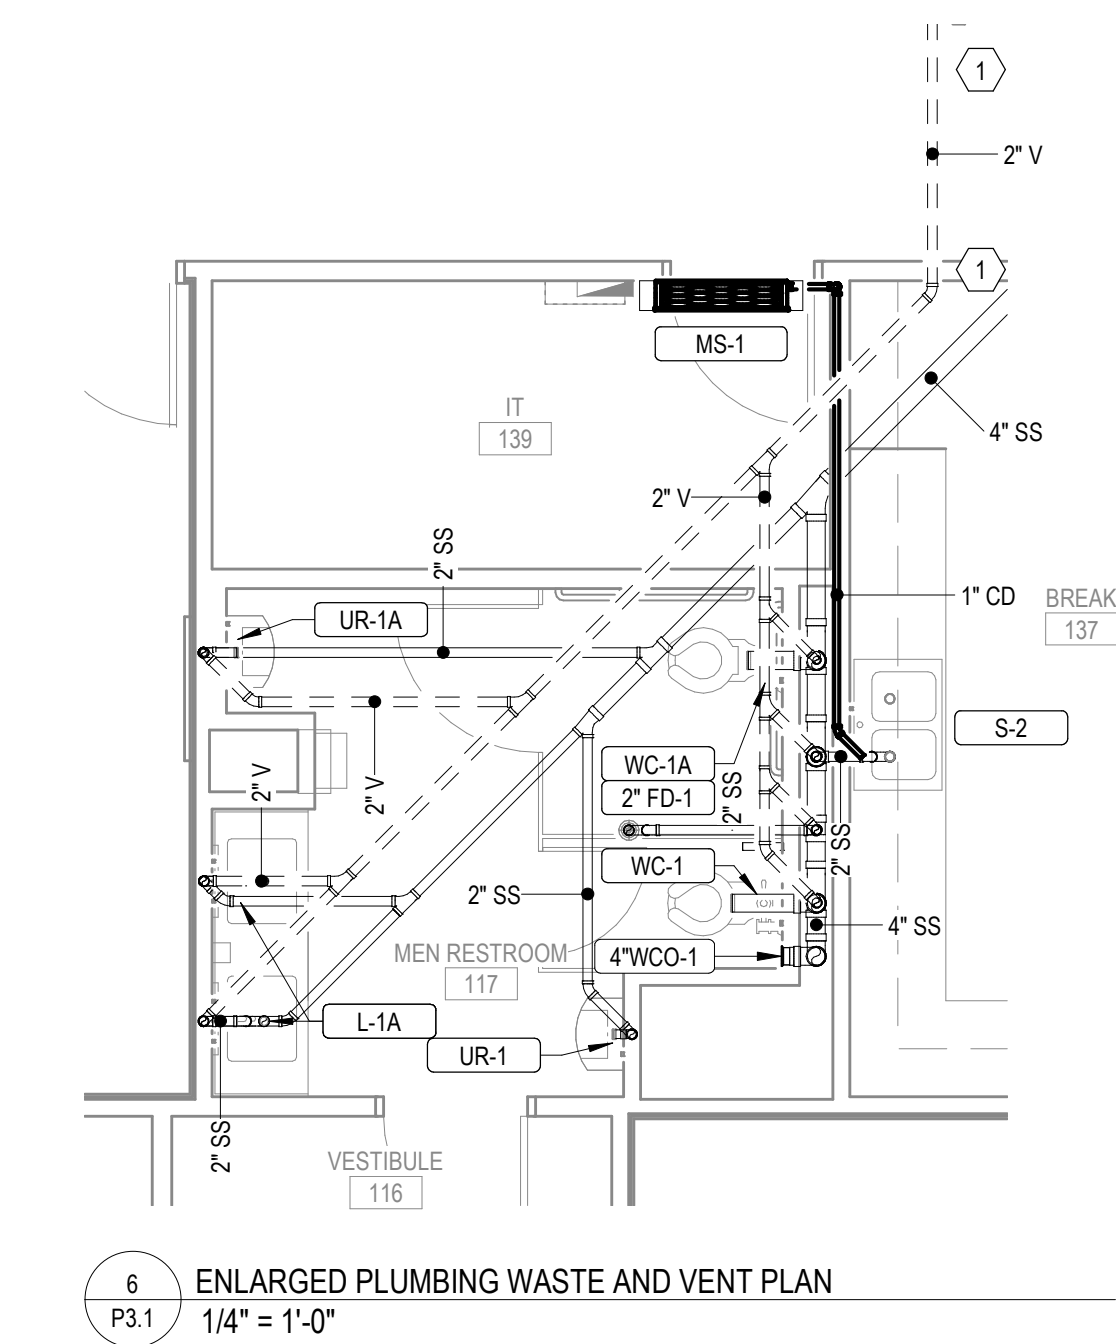 1
2" V
1
MS-1
4" SS
IT
139
2" V
2" SS
1" CD
BREAK
137
UR-1A
S-2
WC-1A
2" FD-1
2" V
2" V
2" SS
2" SS
WC-1
2" SS
4" SS
MEN RESTROOM
117
4"WCO-1
L-1A
UR-1
2" SS
VESTIBULE
116
6
P3.1
ENLARGED PLUMBING WASTE AND VENT PLAN
1/4" = 1'-0"